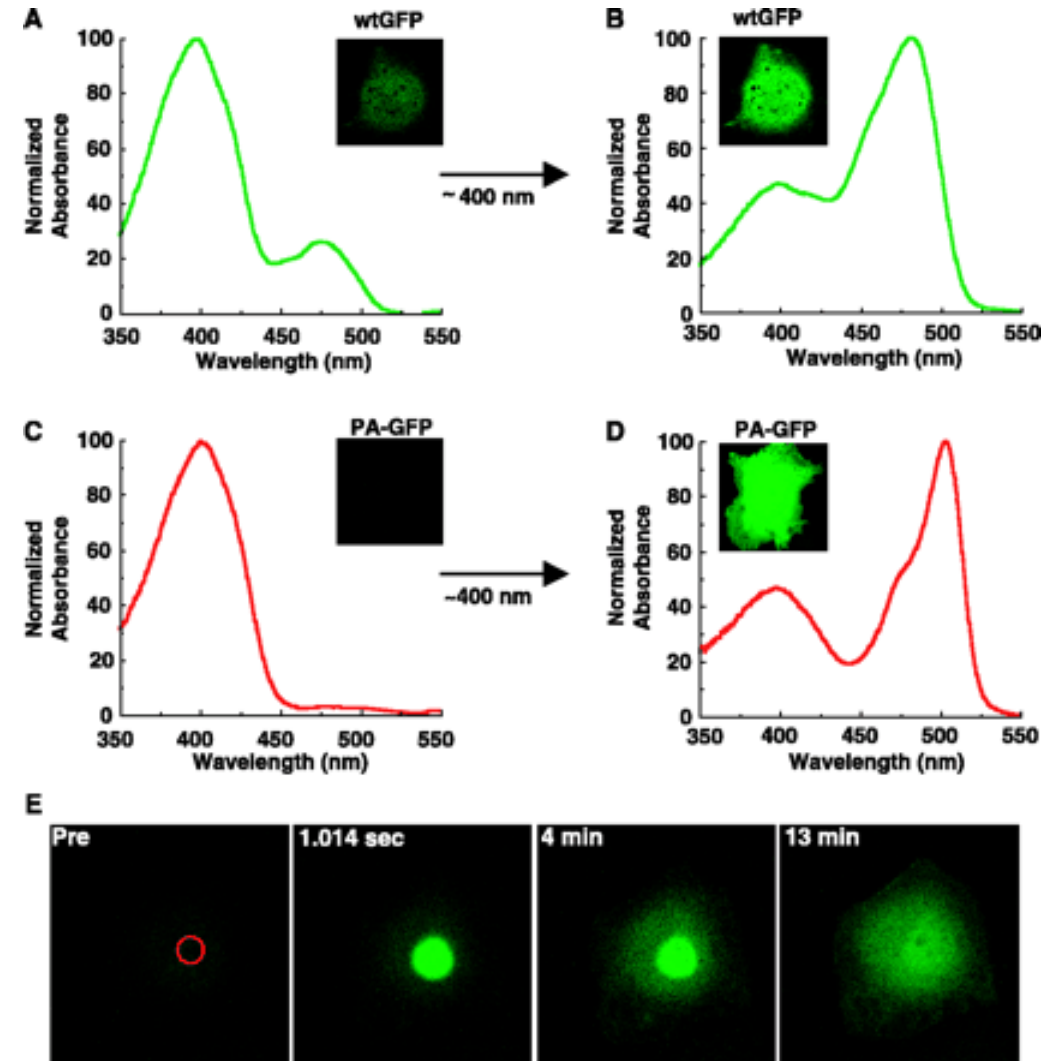 A
wtGFP
Normalized
Absorbance
100
80
60
40
20
0
350 400 450 500 550
Wavelength (nm)
~ 400 nm
B
wtGFP
Normalized
Absorbance
100
80
60
40
20
0
350 400 450 500 550
Wavelength (nm)
C
PA-GFP
Normalized
Absorbance
100
80
60
40
20
0
350 400 450 500 550
Wavelength (nm)
~400 nm
D
PA-GFP
Normalized
Absorbance
100
80
60
40
20
0
350 400 450 500 550
Wavelength (nm)
E
Pre 1.014 sec 4 min 13 min